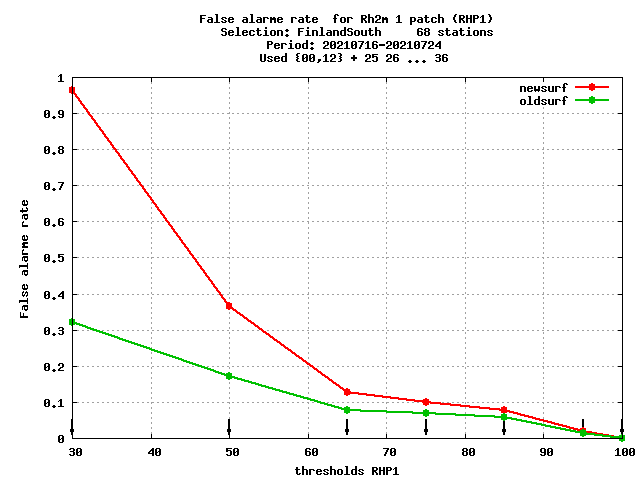 False alarme rate  for Rh2m 1 patch (RHP1)
Selection: FinlandSouth     68 stations
Period: 20210716-20210724
Used {00,12} + 25 26 ... 36
newsurf
oldsurf
1
0.9
0.8
0.7
0.6
0.5
0.4
0.3
0.2
0.1
0
False alarme rate
30 40 50 60 70 80 90 100
thresholds RHP1